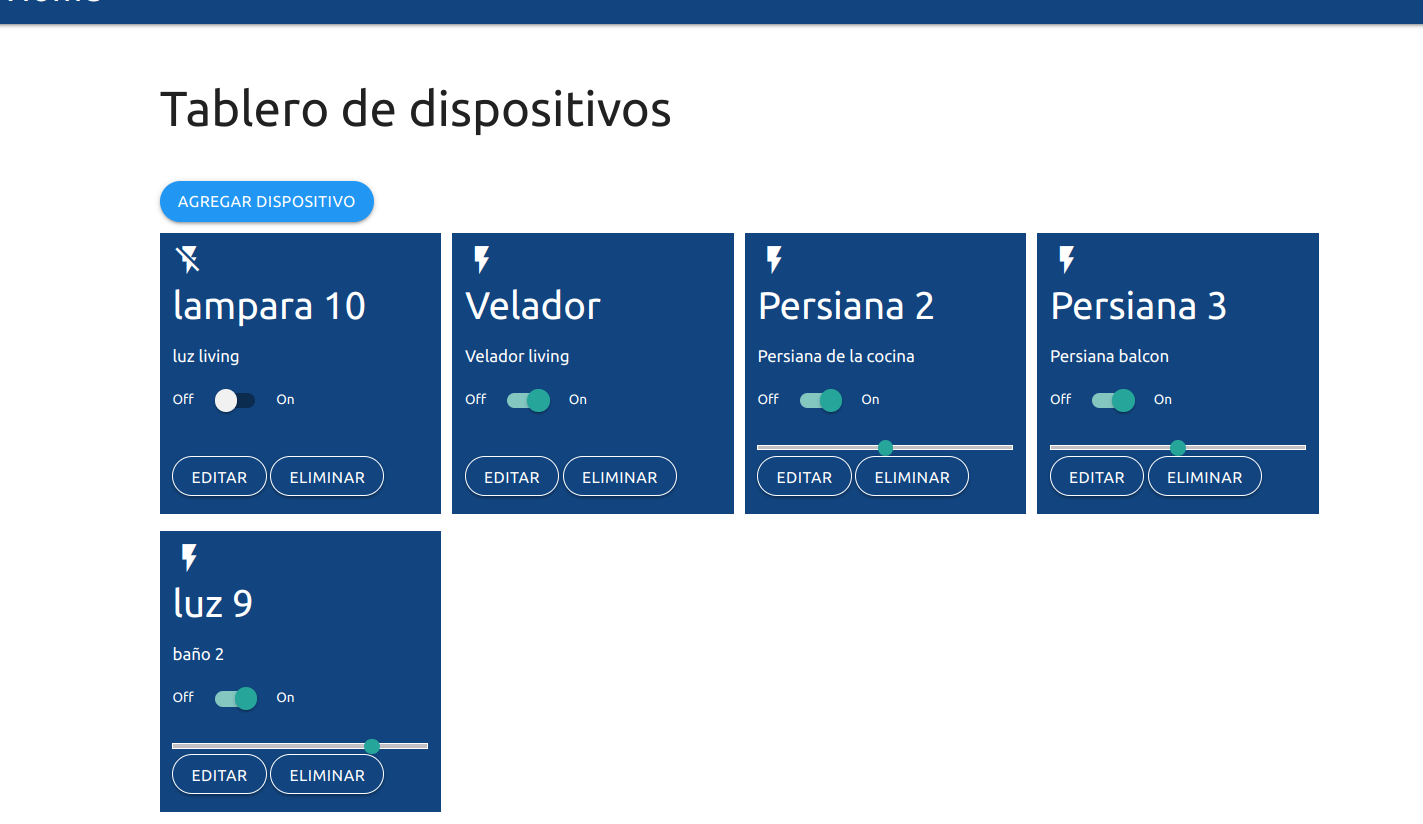 Tablero de dispositivos
AGREGAR DISPOSITIVO
lampara 10
luz living
Off On
EDITAR ELIMINAR
Velador
Velador living
Off On
EDITAR ELIMINAR
Persiana 2
Persiana de la cocina
Off On
EDITAR ELIMINAR
Persiana 3
Persiana balcon
Off On
EDITAR ELIMINAR
luz 9
baño 2
Off On
EDITAR ELIMINAR